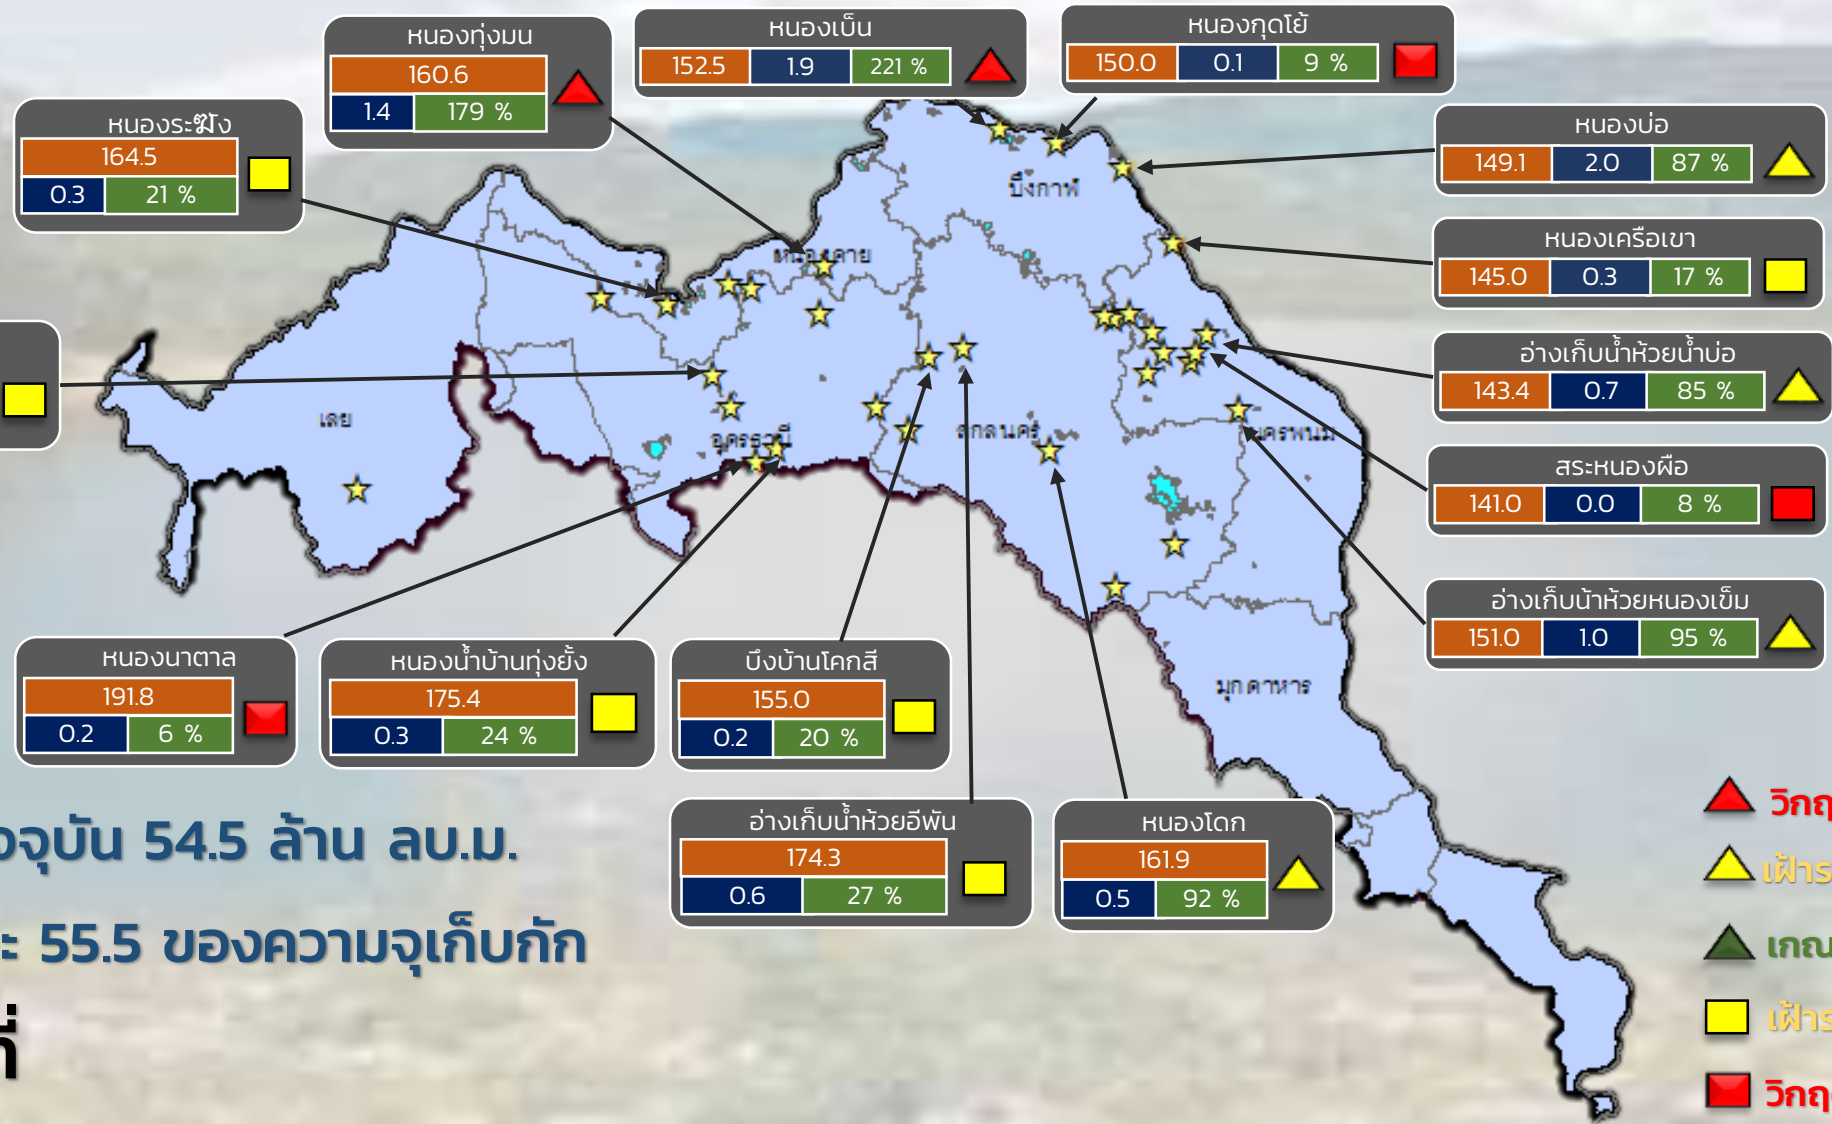 หนองทุ่งมน
160.6
1.4 179 %
หนองเบ็น
152.5 1.9 221 %
หนองกุดโย้
150.0 0.1 9 %
หนองระฆัง
164.5
0.3 21 %
หนองบ่อ
149.1 2.0 87 %
หนองเครือเขา
145.0 0.3 17 %
อ่างเก็บน้ำห้วยน้ำบ่อ
143.4 0.7 85 %
สระหนองผือ
141.0 0.0 8 %
อ่างเก็บน้ำห้วยหนองเข็ม
151.0 1.0 95 %
บึงกาฬ
หนองคาย
เลย
อุดรธานี
สกลนคร
นครพนม
มุกดาหาร
หนองนาตาล
191.8
0.2 6 %
หนองน้ำบ้านทุ่งยั้ง
175.4
0.3 24 %
บึงบ้านโคกสี
155.0
0.2 20 %
อ่างเก็บน้ำห้วยอีพัน
174.3
0.6 27 %
หนองโดก
161.9
0.5 92 %
จุบัน 54.5 ล้าน ลบ.ม.
ะ 55.5 ของความจุเก็บกัก
ที่
วิกฤ
เฝ้าร
เกณ
เฝ้าร
วิกฤ